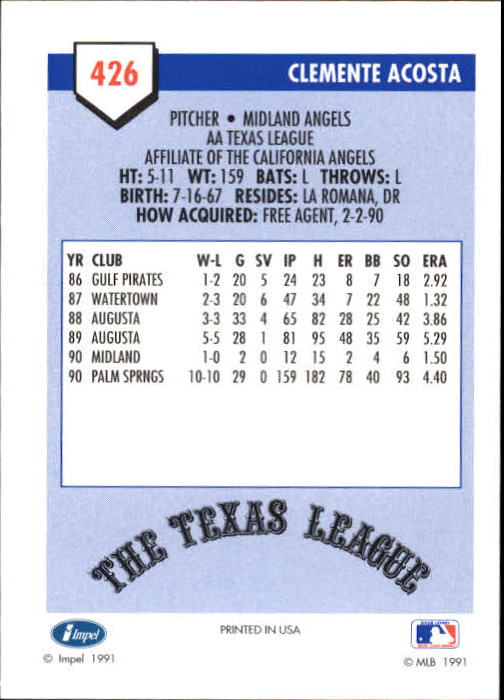 426
CLEMENTE ACOSTA
PITCHER • MIDLAND ANGELS
AA TEXAS LEAGUE
AFFILIATE OF THE CALIFORNIA ANGELS
HT: 5-11 WT: 159 BATS: L THROWS: L
BIRTH: 7-16-67 RESIDES: LA ROMANA, DR
HOW ACQUIRED: FREE AGENT, 2-2-90
YR CLUB W-L G SV IP H ER BB SO ERA
86 GULF PIRATES 1-2 20 5 24 23 8 7 18 2.92
87 WATERTOWN 2-3 20 6 47 34 7 22 48 1.32
88 AUGUSTA 3-3 33 4 65 82 28 25 42 3.86
89 AUGUSTA 5-5 28 1 81 95 48 35 59 5.29
90 MIDLAND 1-0 2 0 12 15 2 4 6 1.50
90 PALM SPRNGS 10-10 29 0 159 182 78 40 93 4.40
THE TEXAS LEAGUE
Impel
PRINTED IN USA
© Impel 1991
© MLB 1991